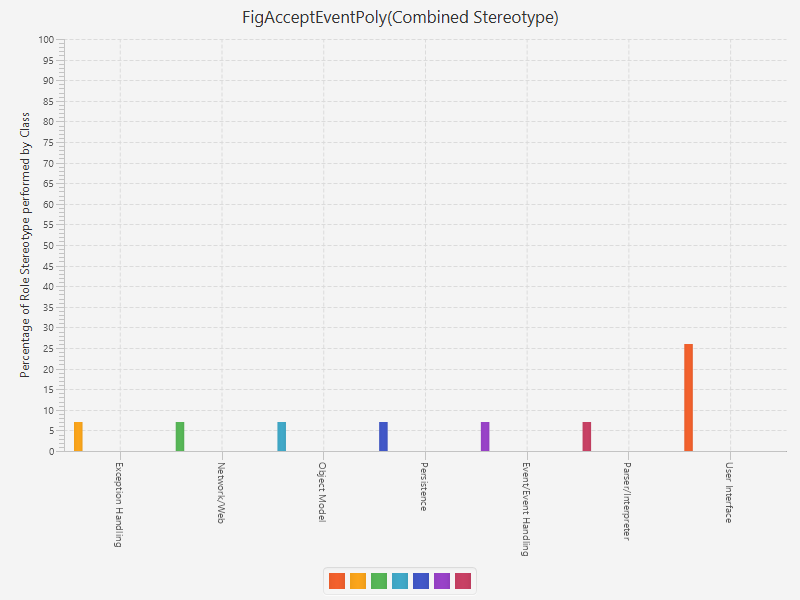 FigAcceptEventPoly(Combined Stereotype)
Percentage of Role Stereotype performed by Class
100
95
90
85
80
75
70
65
60
55
50
45
40
35
30
25
20
15
10
5
0
Exception Handling
Network/Web
Object Model
Persistence
Event/Event Handling
Parser/Interpreter
User Interface